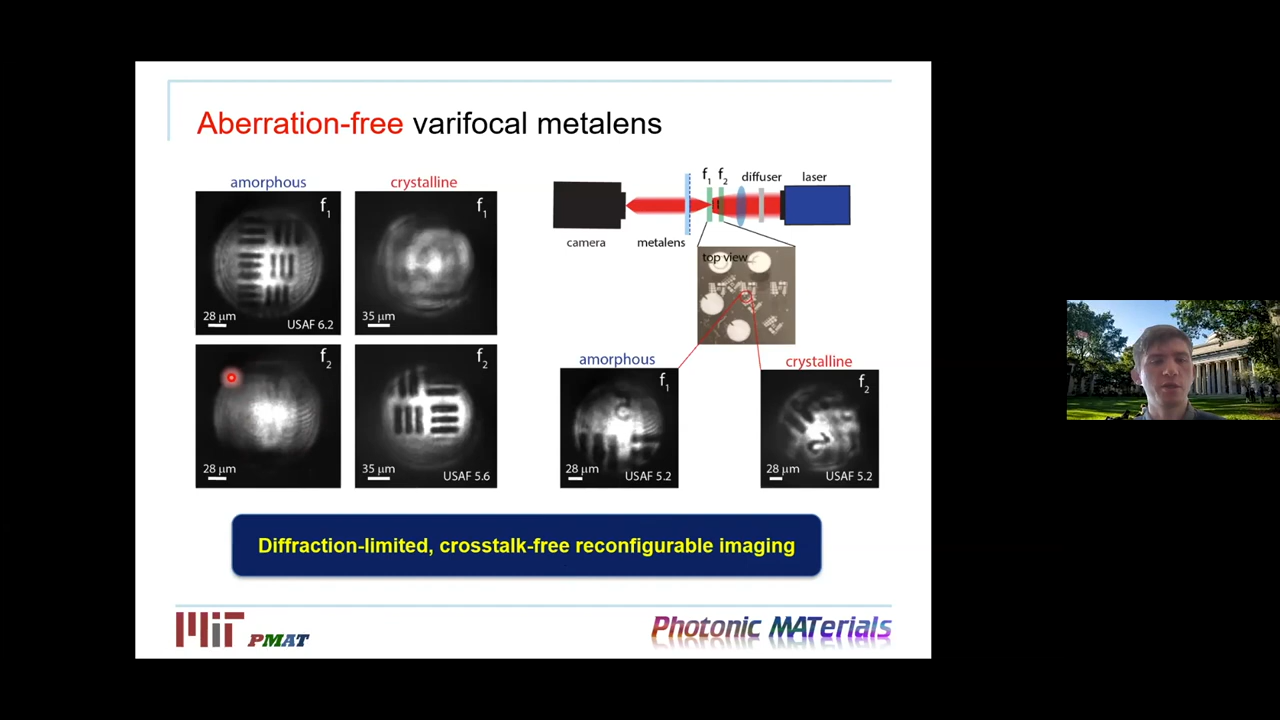 Aberration-free varifocal metalens
amorphous
crystalline
f1
28 μm
USAF 6.2
f1
35 μm
f2
28 μm
f2
35 μm
USAF 5.6
f1
f2
diffuser
laser
camera
metalens
top view
amorphous
f1
28 μm
USAF 5.2
crystalline
f2
28 μm
USAF 5.2
Diffraction-limited, crosstalk-free reconfigurable imaging
MIT PMAT
Photonic MATerials